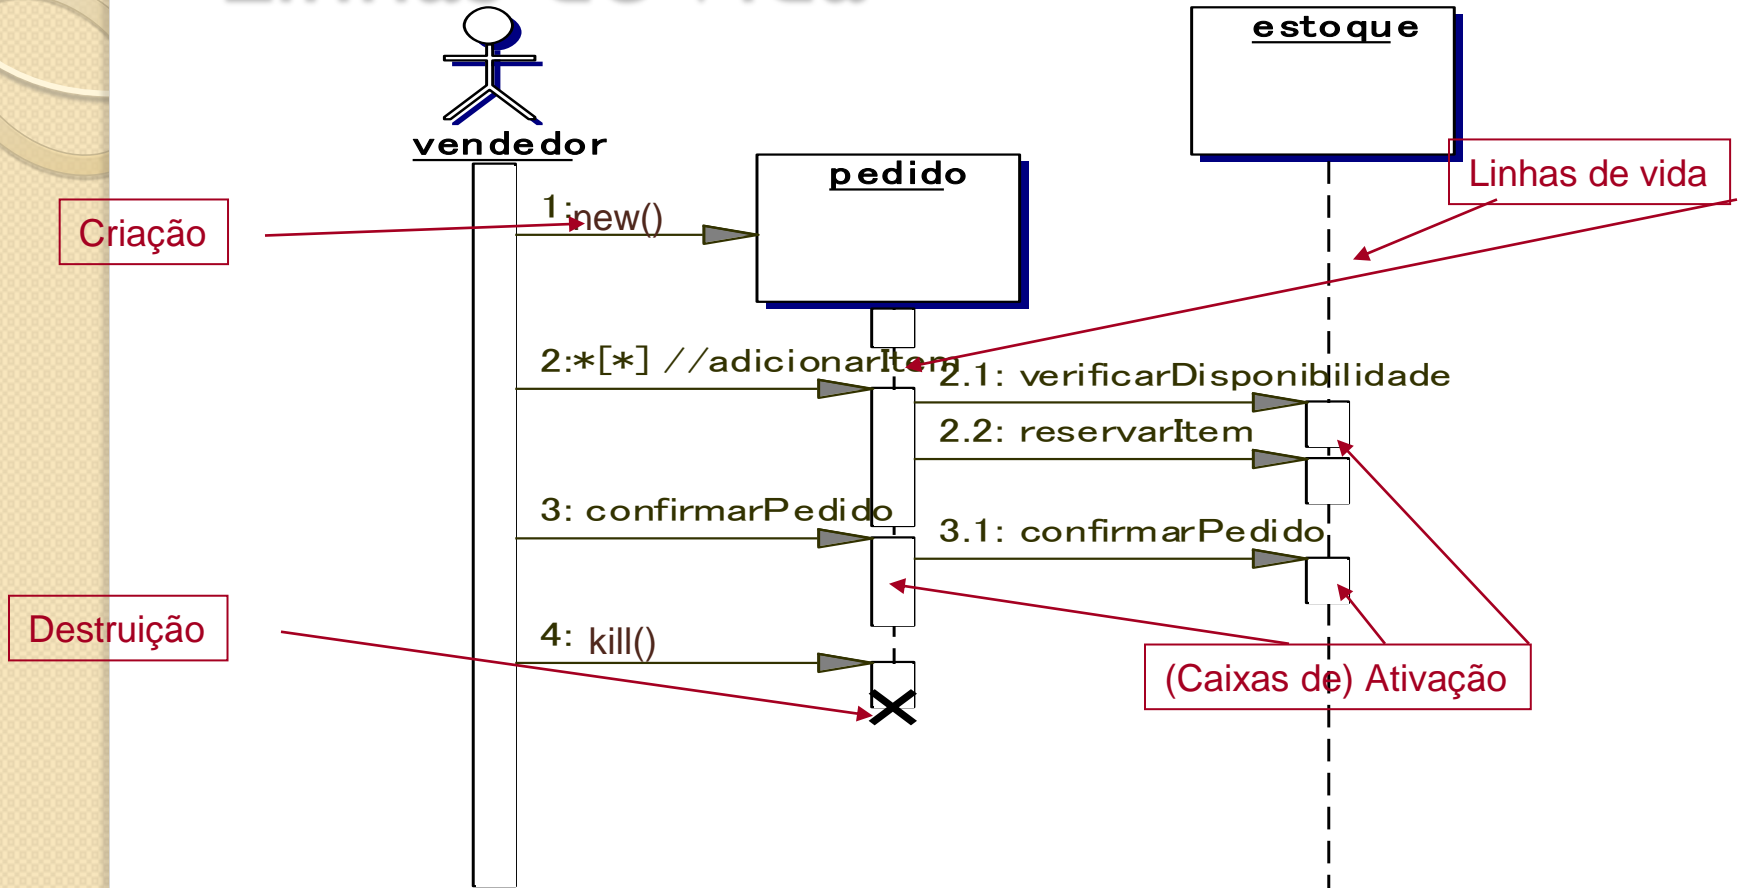 estoque
vendedor
Linhas de vida
pedido
1:new()
Criação
2:*[*] //adicionarItem
2.1: verificarDisponibilidade
2.2: reservarItem
3: confirmarPedido
3.1: confirmarPedido
Destruição
4: kill()
(Caixas de) Ativação